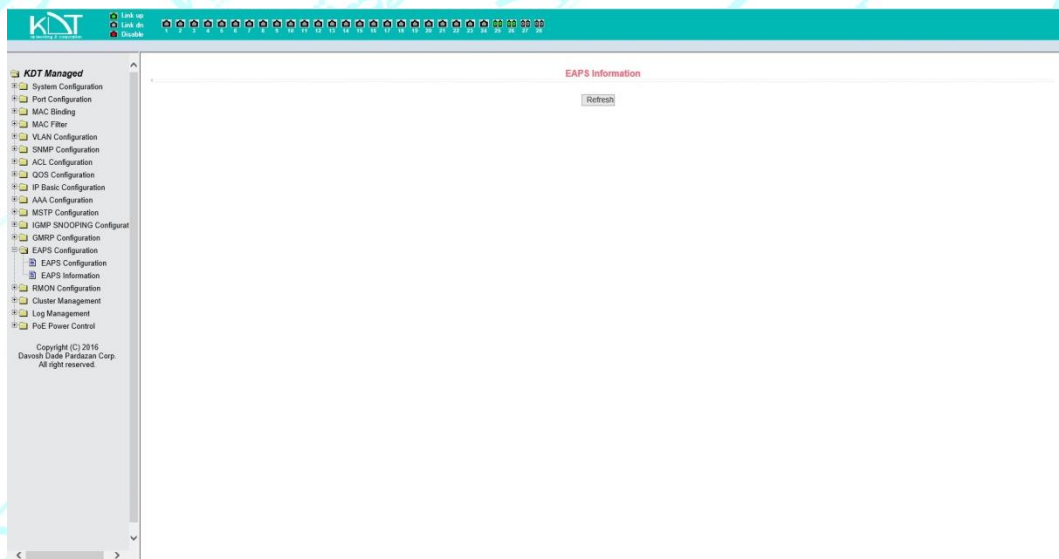 KDT
Link up
Link dn
Disable
1 2 3 4 5 6 7 8 9 10 11 12 13 14 15 16 17 18 19 20 21 22 23 24 25 26 27 28
KDT Managed
System Configuration
Port Configuration
MAC Binding
MAC Filter
VLAN Configuration
SNMP Configuration
ACL Configuration
QOS Configuration
IP Basic Configuration
AAA Configuration
MSTP Configuration
IGMP SNOOPING Configurat
GMRP Configuration
EAPS Configuration
EAPS Configuration
EAPS Information
RMON Configuration
Cluster Management
Log Management
PoE Power Control
Copyright (C) 2016
Davosh Dade Pardazan Corp.
All right reserved.
EAPS Information
Refresh